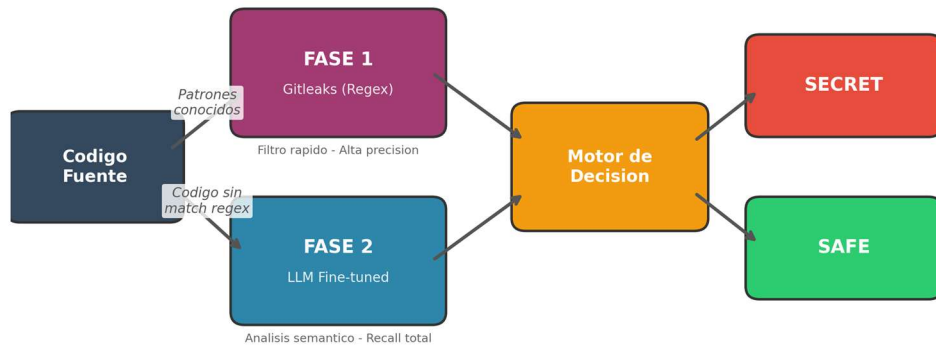 Codigo
Fuente
Patrones
conocidos
Codigo sin
match regex
FASE 1
Gitleaks (Regex)
Filtro rapido - Alta precision
FASE 2
LLM Fine-tuned
Analisis semantico - Recall total
Motor de
Decision
SECRET
SAFE